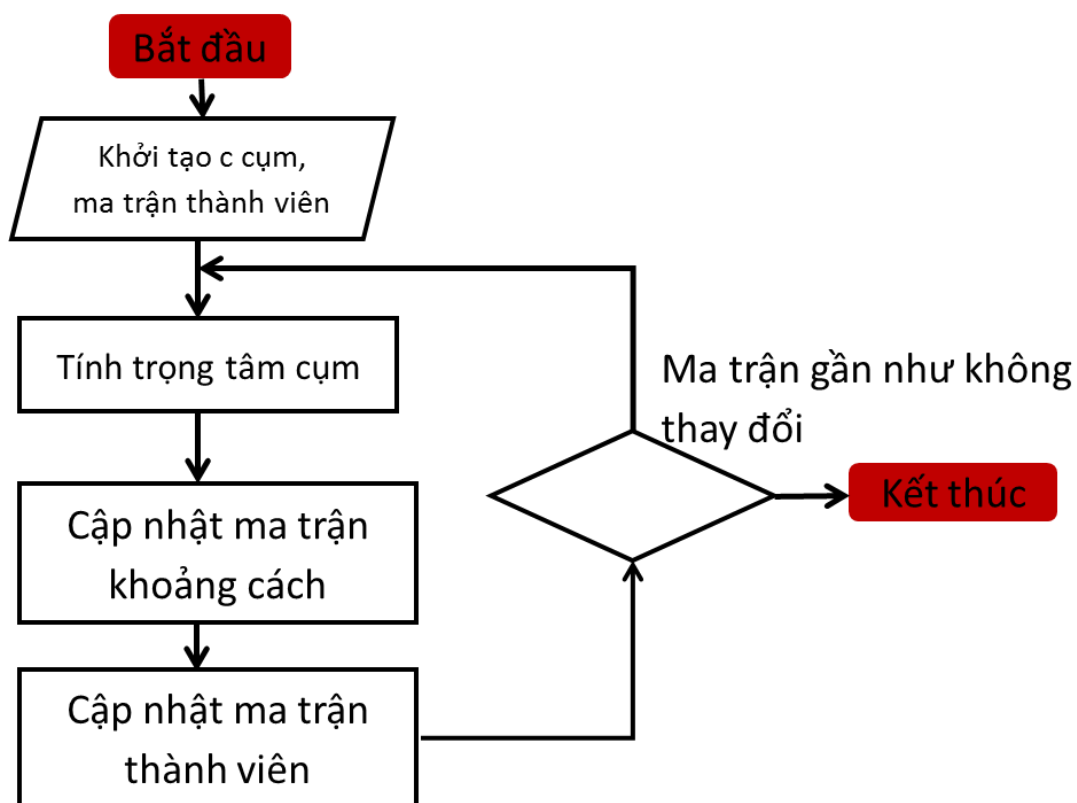 Bắt đầu
Khởi tạo c cụm,
ma trận thành viên
Tính trọng tâm cụm
Cập nhật ma trận
khoảng cách
Cập nhật ma trận
thành viên
Ma trận gần như không
thay đổi
Kết thúc